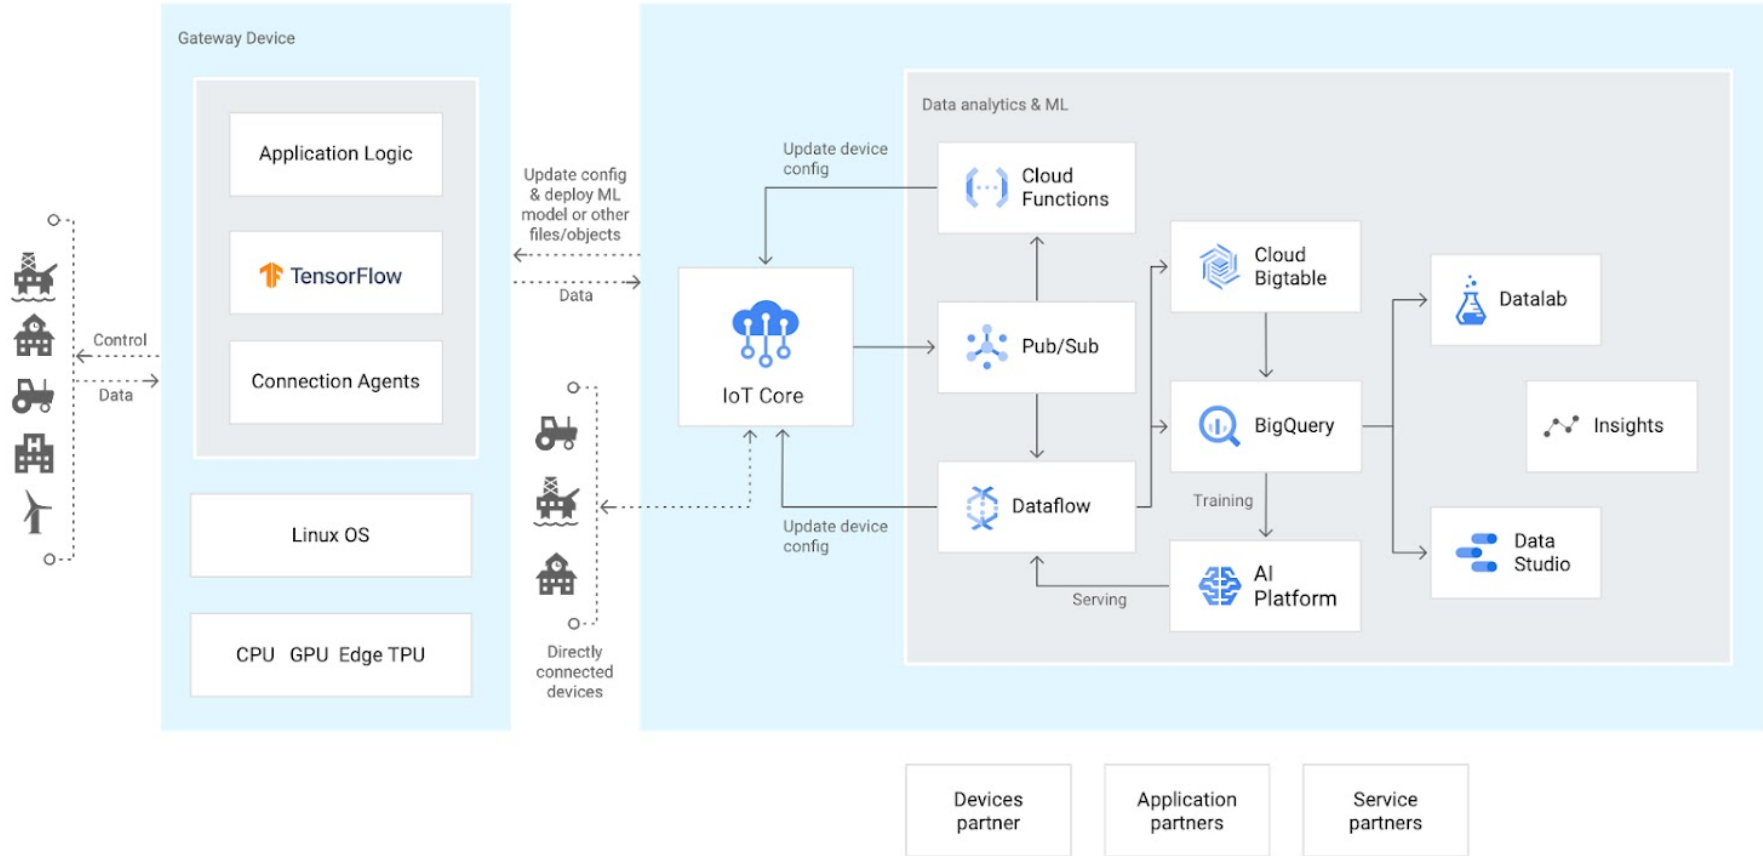 Gateway Device
Application Logic
TensorFlow
Connection Agents
Linux OS
CPU GPU Edge TPU
Control
Data
Update config
& deploy ML
model or other
files/objects
Data
Directly
connected
devices
IoT Core
Update device
config
Update device
config
Data analytics & ML
Cloud
Functions
Pub/Sub
Dataflow
Cloud
Bigtable
BigQuery
Training
AI
Platform
Serving
Datalab
Insights
Data
Studio
Devices
partner
Application
partners
Service
partners